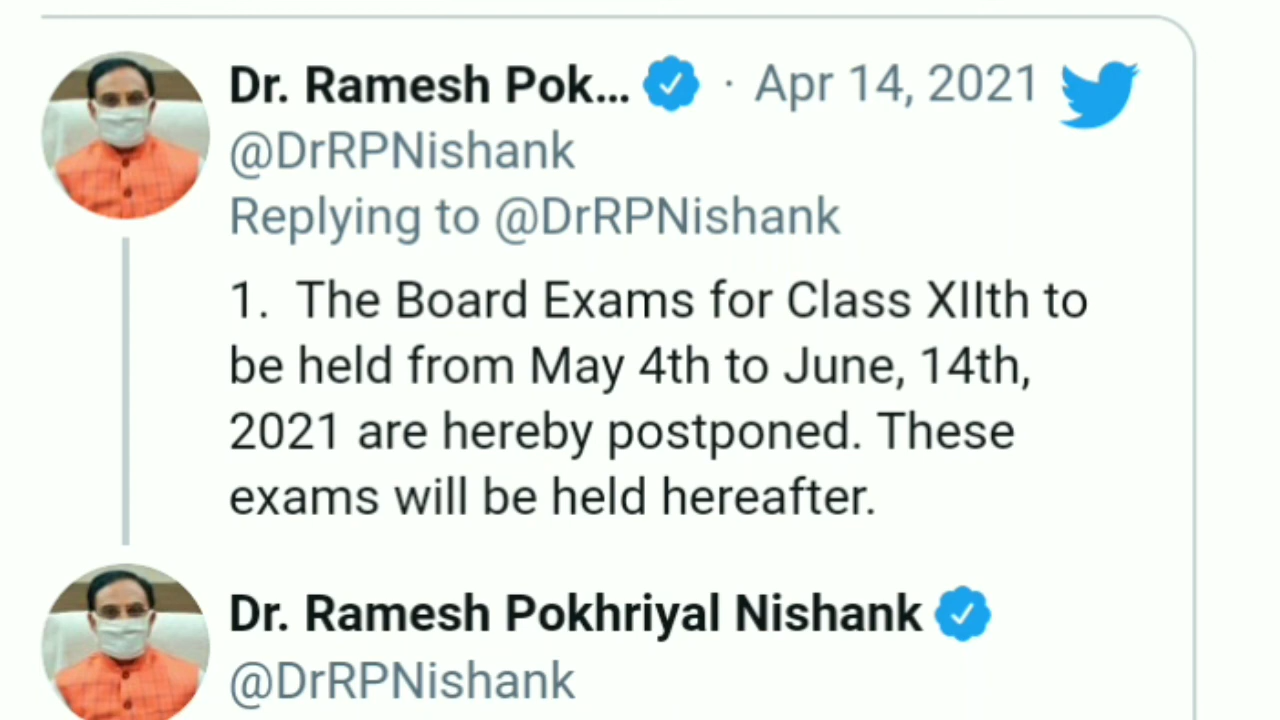 Dr. Ramesh Pok... · Apr 14, 2021
@DrRPNishank
Replying to @DrRPNishank
1. The Board Exams for Class XIIth to
be held from May 4th to June, 14th,
2021 are hereby postponed. These
exams will be held hereafter.
Dr. Ramesh Pokhriyal Nishank
@DrRPNishank